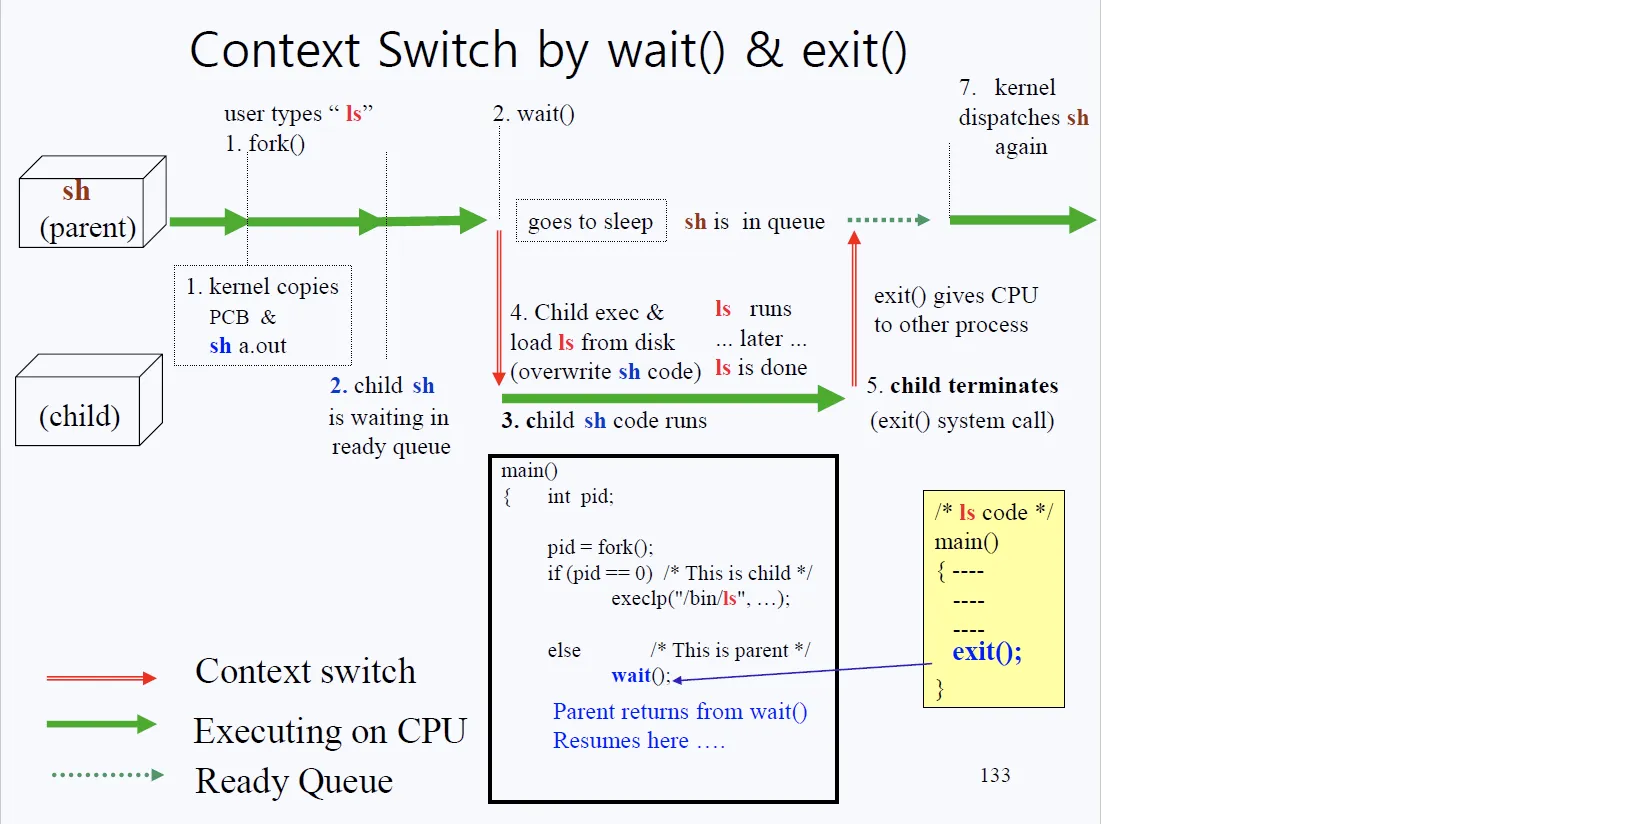 Context Switch by wait() & exit()
user types “ ls”
1. fork()
2. wait()
7. kernel
dispatches sh
again
sh
(parent)
goes to sleep
sh is in queue
1. kernel copies
PCB &
sh a.out
(child)
2. child sh
is waiting in
ready queue
4. Child exec &
load ls from disk
(overwrite sh code)
ls runs
... later ...
ls is done
3. child sh code runs
exit() gives CPU
to other process
5. child terminates
(exit() system call)
main()
{ int pid;
pid = fork();
if (pid == 0) /* This is child */
execlp("/bin/ls", …);
else /* This is parent */
wait();
Parent returns from wait()
Resumes here ….
/* ls code */
main()
{ ----
----
----
exit();
}
Context switch
Executing on CPU
Ready Queue
133